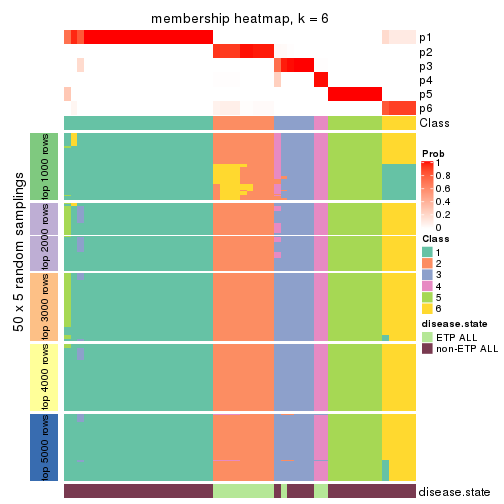 membership heatmap, k = 6
p1
p2
p3
p4
p5
p6
Class
50 x 5 random samplings
top 1000 rows
top 2000 rows
top 3000 rows
top 4000 rows
top 5000 rows
disease.state
Prob
1
0.8
0.6
0.4
0.2
0
Class
1
2
3
4
5
6
disease.state
ETP ALL
non-ETP ALL